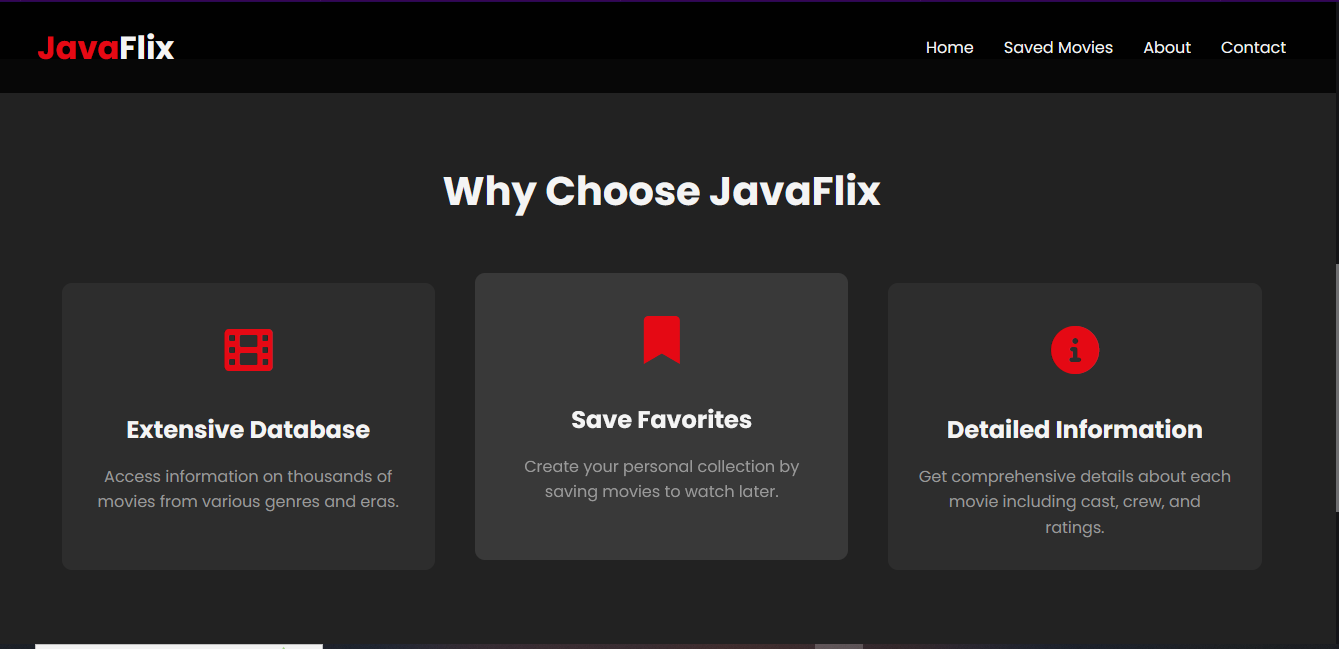 JavaFlix
Home
Saved Movies
About
Contact
Why Choose JavaFlix
Extensive Database
Access information on thousands of
movies from various genres and eras.
Save Favorites
Create your personal collection by
saving movies to watch later.
Detailed Information
Get comprehensive details about each
movie including cast, crew, and
ratings.